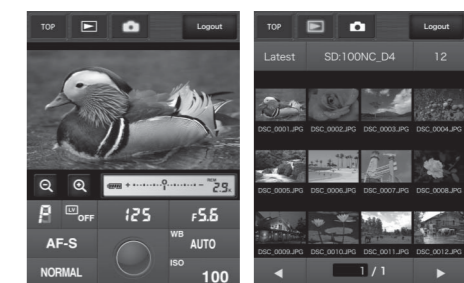 TOP
Logout
2.9k
P
LV OFF
125
F5.6
AF-S
WB AUTO
NORMAL
ISO 100
TOP
Logout
Latest SD:100NC_D4 12
DSC_0001.JPG DSC_0002.JPG DSC_0003.JPG DSC_0004.JPG
DSC_0005.JPG DSC_0006.JPG DSC_0007.JPG DSC_0008.JPG
DSC_0009.JPG DSC_0010.JPG DSC_0011.JPG DSC_0012.JPG
1 / 1